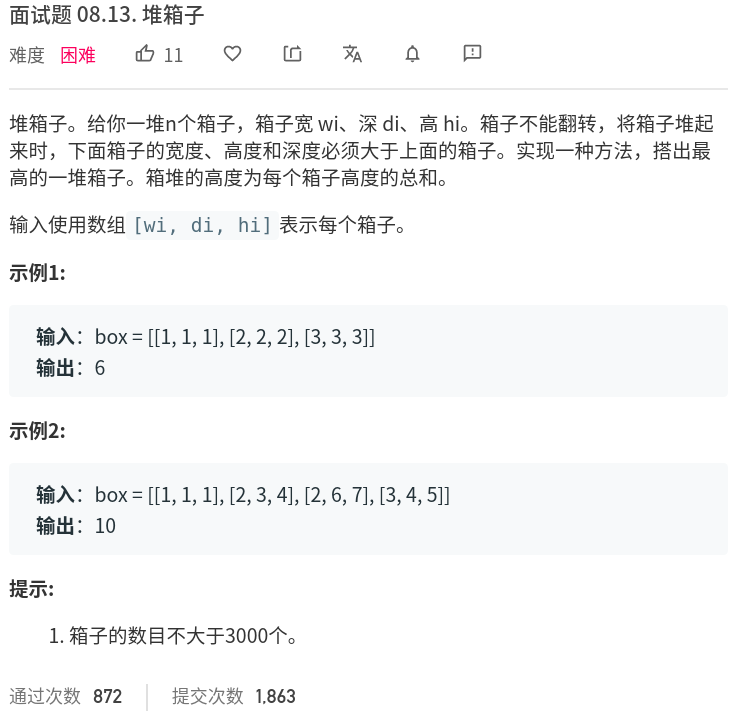 面试题 08.13. 堆箱子
难度 困难 11
堆箱子。给你一堆n个箱子，箱子宽 wi、深 di、高 hi。箱子不能翻转，将箱子堆起
来时，下面箱子的宽度、高度和深度必须大于上面的箱子。实现一种方法，搭出最
高的一堆箱子。箱堆的高度为每个箱子高度的总和。
输入使用数组 [wi, di, hi] 表示每个箱子。
示例1:
输入：box = [[1, 1, 1], [2, 2, 2], [3, 3, 3]]
输出：6
示例2:
输入：box = [[1, 1, 1], [2, 3, 4], [2, 6, 7], [3, 4, 5]]
输出：10
提示:
1. 箱子的数目不大于3000个。
通过次数 872 提交次数 1,863